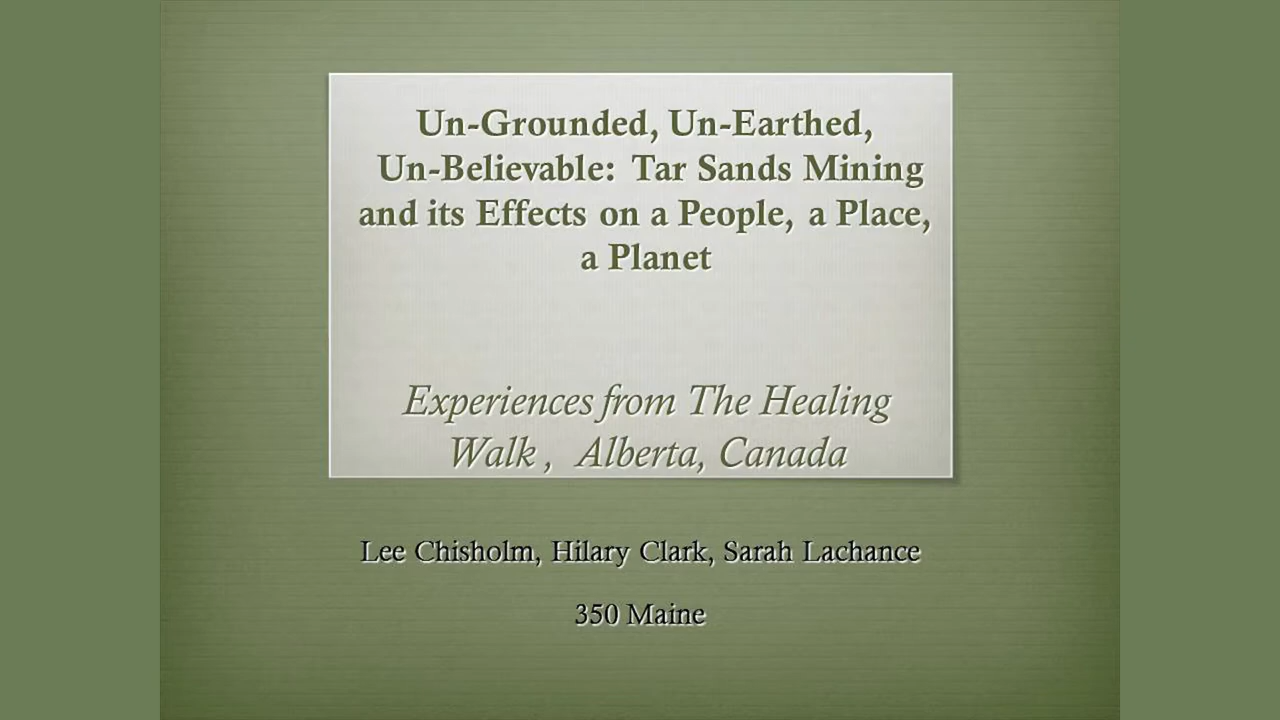 Un-Grounded, Un-Earthed,
Un-Believable: Tar Sands Mining
and its Effects on a People, a Place,
a Planet
Experiences from The Healing
Walk , Alberta, Canada
Lee Chisholm, Hilary Clark, Sarah Lachance
350 Maine